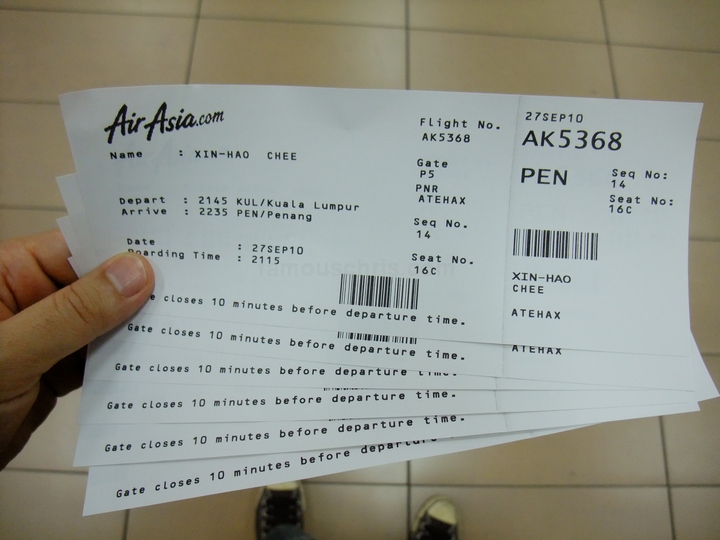 AirAsia.com
Name : XIN-HAO CHEE
Depart : 2145 KUL/Kuala Lumpur
Arrive : 2235 PEN/Penang
Date : 27SEP10
Boarding Time : 2115
Flight No.
AK5368
Gate
P5
PNR
ATEHAX
Seq No.
14
Seat No.
16C
famouschris.com
Gate closes 10 minutes before departure time.
27SEP10
AK5368
PEN
Seq No:
14
Seat No:
16C
XIN-HAO
CHEE
ATEHAX
ATEHAX
Gate closes 10 minutes before departure time.
Gate closes 10 minutes before departure time.
Gate closes 10 minutes before departure time.
Gate closes 10 minutes before departure time.
Gate closes 10 minutes before departure time.